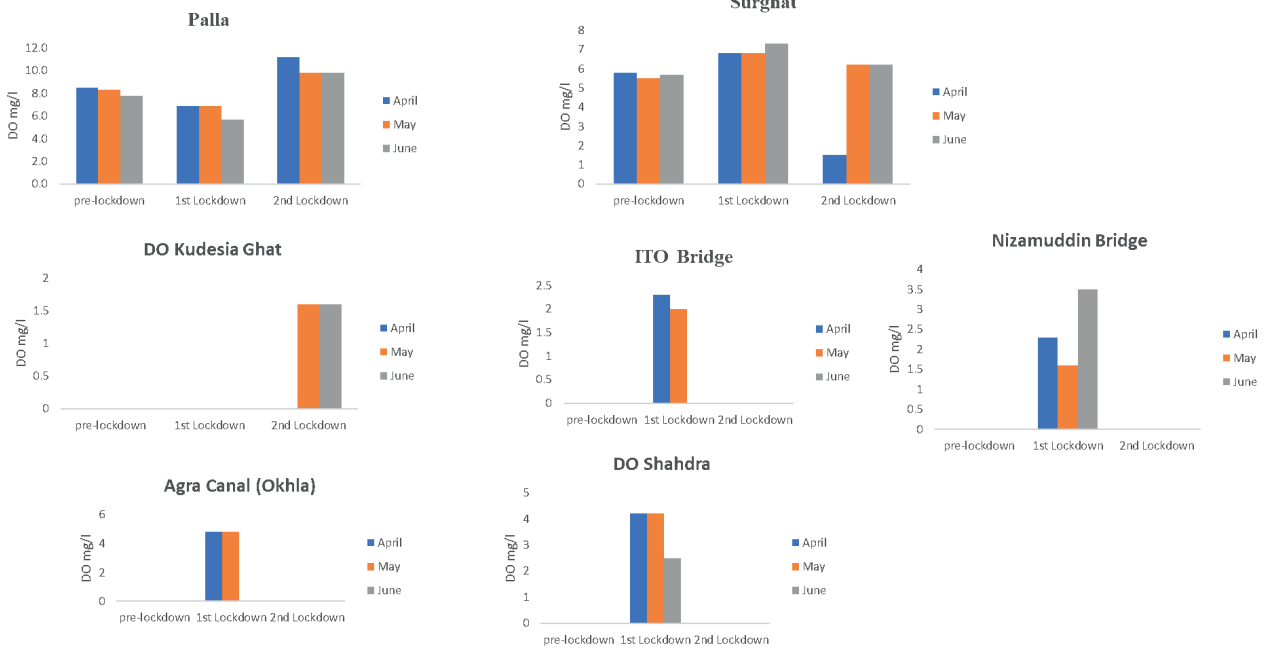 Palla
12.0
10.0
8.0
6.0
4.0
2.0
0.0
DO mg/l
pre-lockdown 1st Lockdown 2nd Lockdown
April
May
June
Surghat
8
7
6
5
4
3
2
1
0
DO mg/l
pre-lockdown 1st Lockdown 2nd Lockdown
April
May
June
DO Kudesia Ghat
2
1.5
1
0.5
0
DO mg/l
pre-lockdown 1st Lockdown 2nd Lockdown
April
May
June
ITO Bridge
2.5
2
1.5
1
0.5
0
DO mg/l
pre-lockdown 1st Lockdown 2nd Lockdown
April
May
June
Nizamuddin Bridge
4
3.5
3
2.5
2
1.5
1
0.5
0
DO mg/l
pre-lockdown 1st Lockdown 2nd Lockdown
April
May
June
Agra Canal (Okhla)
6
4
2
0
DO mg/l
pre-lockdown 1st Lockdown 2nd Lockdown
April
May
June
DO Shahdra
5
4
3
2
1
0
DO mg/l
pre-lockdown 1st Lockdown 2nd Lockdown
April
May
June